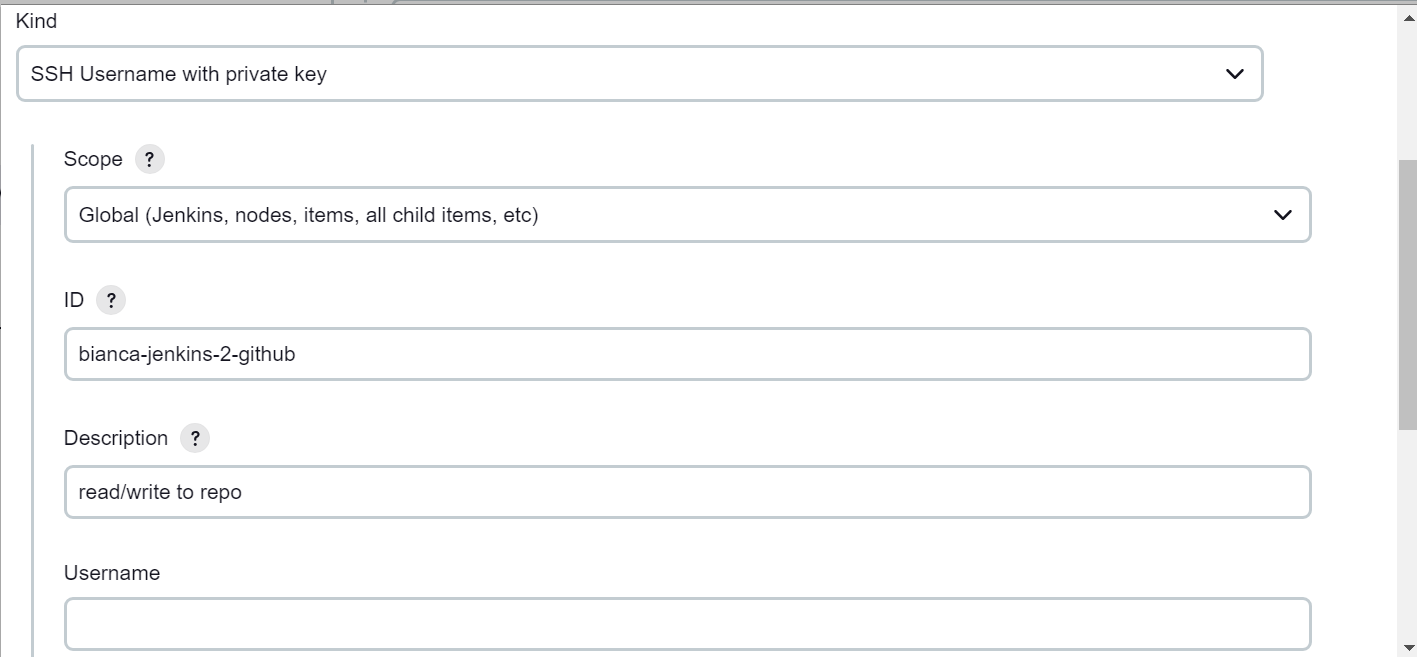 Kind
SSH Username with private key
Scope ?
Global (Jenkins, nodes, items, all child items, etc)
ID ?
bianca-jenkins-2-github
Description ?
read/write to repo
Username